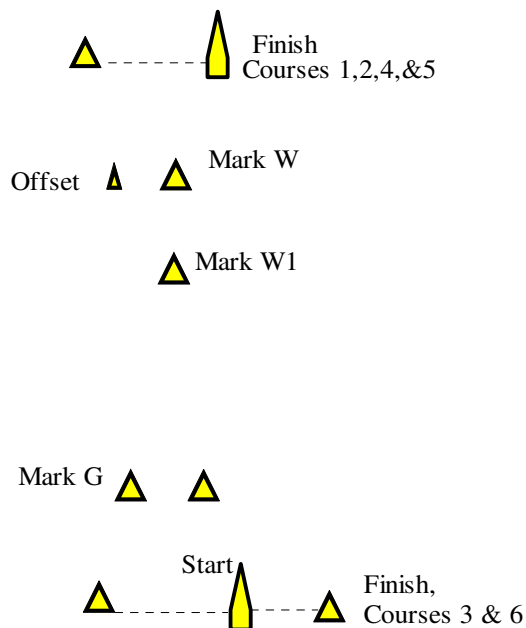 Finish
Courses 1,2,4,&5
Mark W
Offset
Mark W1
Mark G
Start
Finish,
Courses 3 & 6